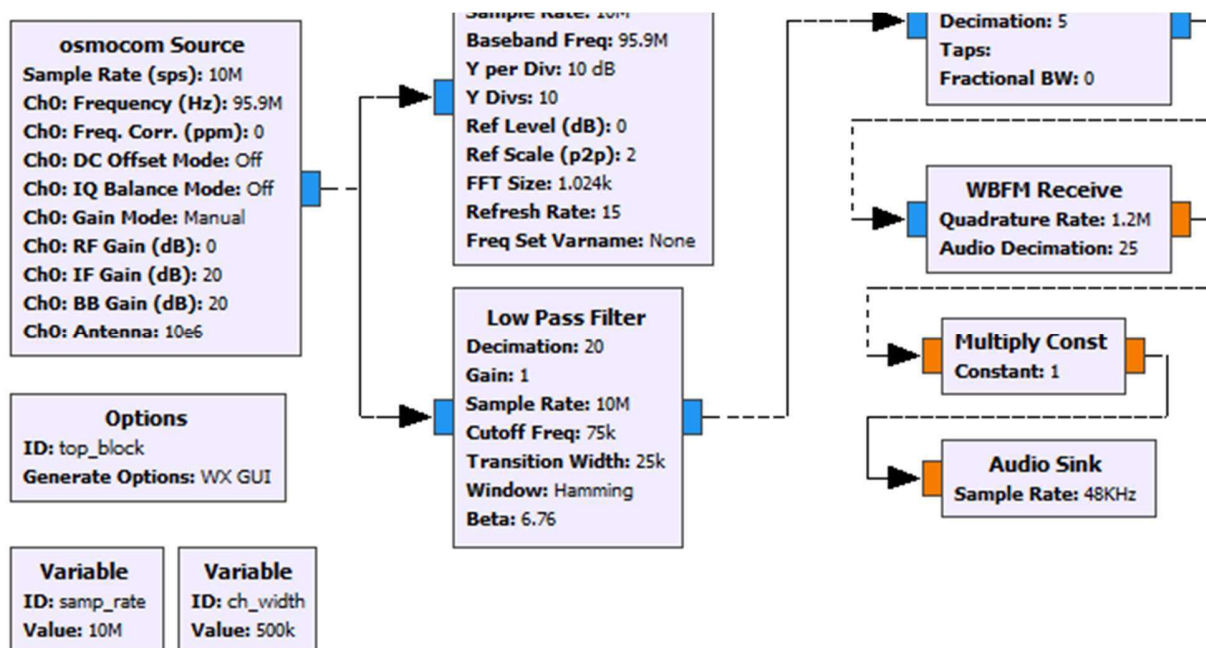 osmocom Source
Sample Rate (sps): 10M
Ch0: Frequency (Hz): 95.9M
Ch0: Freq. Corr. (ppm): 0
Ch0: DC Offset Mode: Off
Ch0: IQ Balance Mode: Off
Ch0: Gain Mode: Manual
Ch0: RF Gain (dB): 0
Ch0: IF Gain (dB): 20
Ch0: BB Gain (dB): 20
Ch0: Antenna: 10e6
Options
ID: top_block
Generate Options: WX GUI
Variable
ID: samp_rate
Value: 10M
Variable
ID: ch_width
Value: 500k
Sample Rate: 10M
Baseband Freq: 95.9M
Y per Div: 10 dB
Y Divs: 10
Ref Level (dB): 0
Ref Scale (p2p): 2
FFT Size: 1.024k
Refresh Rate: 15
Freq Set Varname: None
Low Pass Filter
Decimation: 20
Gain: 1
Sample Rate: 10M
Cutoff Freq: 75k
Transition Width: 25k
Window: Hamming
Beta: 6.76
Decimation: 5
Taps:
Fractional BW: 0
WBFM Receive
Quadrature Rate: 1.2M
Audio Decimation: 25
Multiply Const
Constant: 1
Audio Sink
Sample Rate: 48KHz